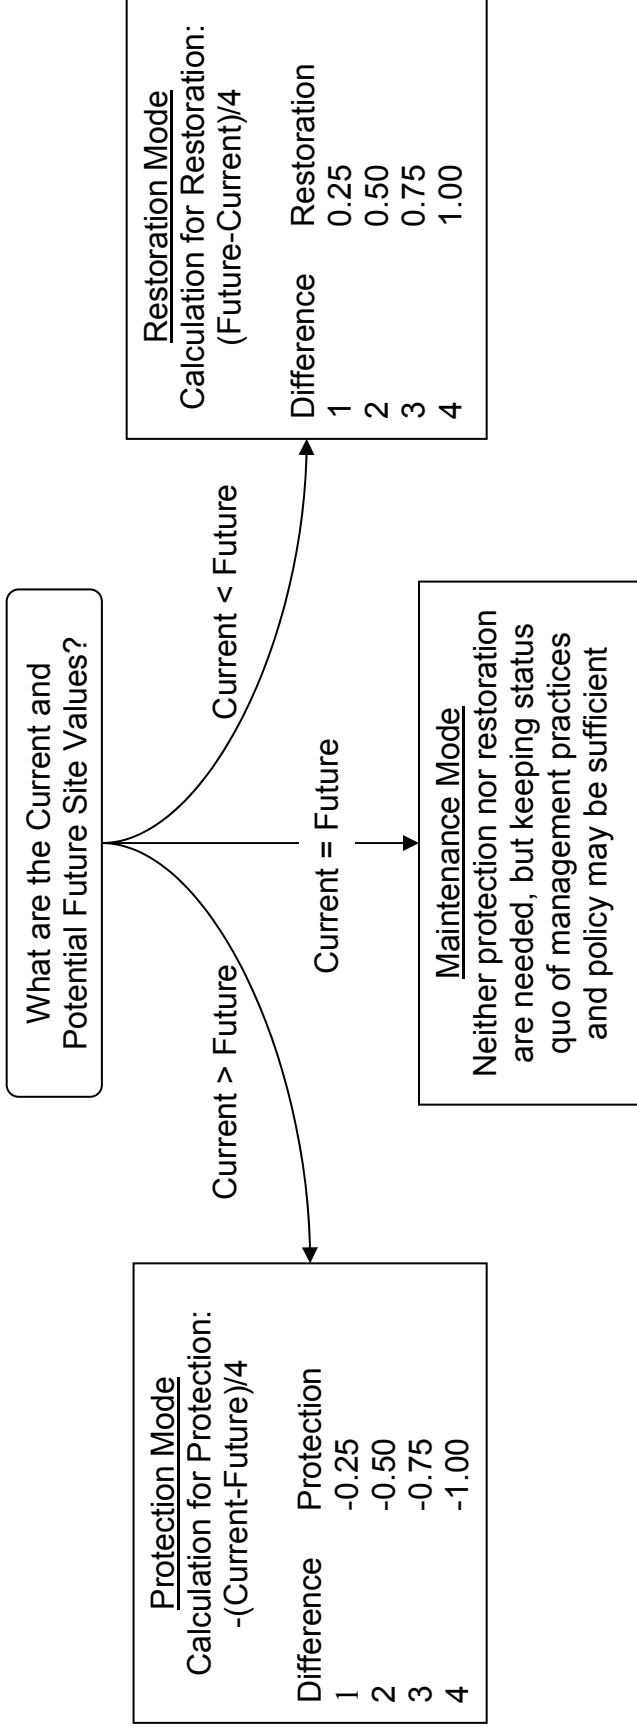 What are the Current and
Potential Future Site Values?
Current > Future
Current = Future
Current < Future
Protection Mode
Calculation for Protection:
-(Current-Future)/4
Difference Protection
1 -0.25
2 -0.50
3 -0.75
4 -1.00
Maintenance Mode
Neither protection nor restoration
are needed, but keeping status
quo of management practices
and policy may be sufficient
Restoration Mode
Calculation for Restoration:
(Future-Current)/4
Difference Restoration
1 0.25
2 0.50
3 0.75
4 1.00